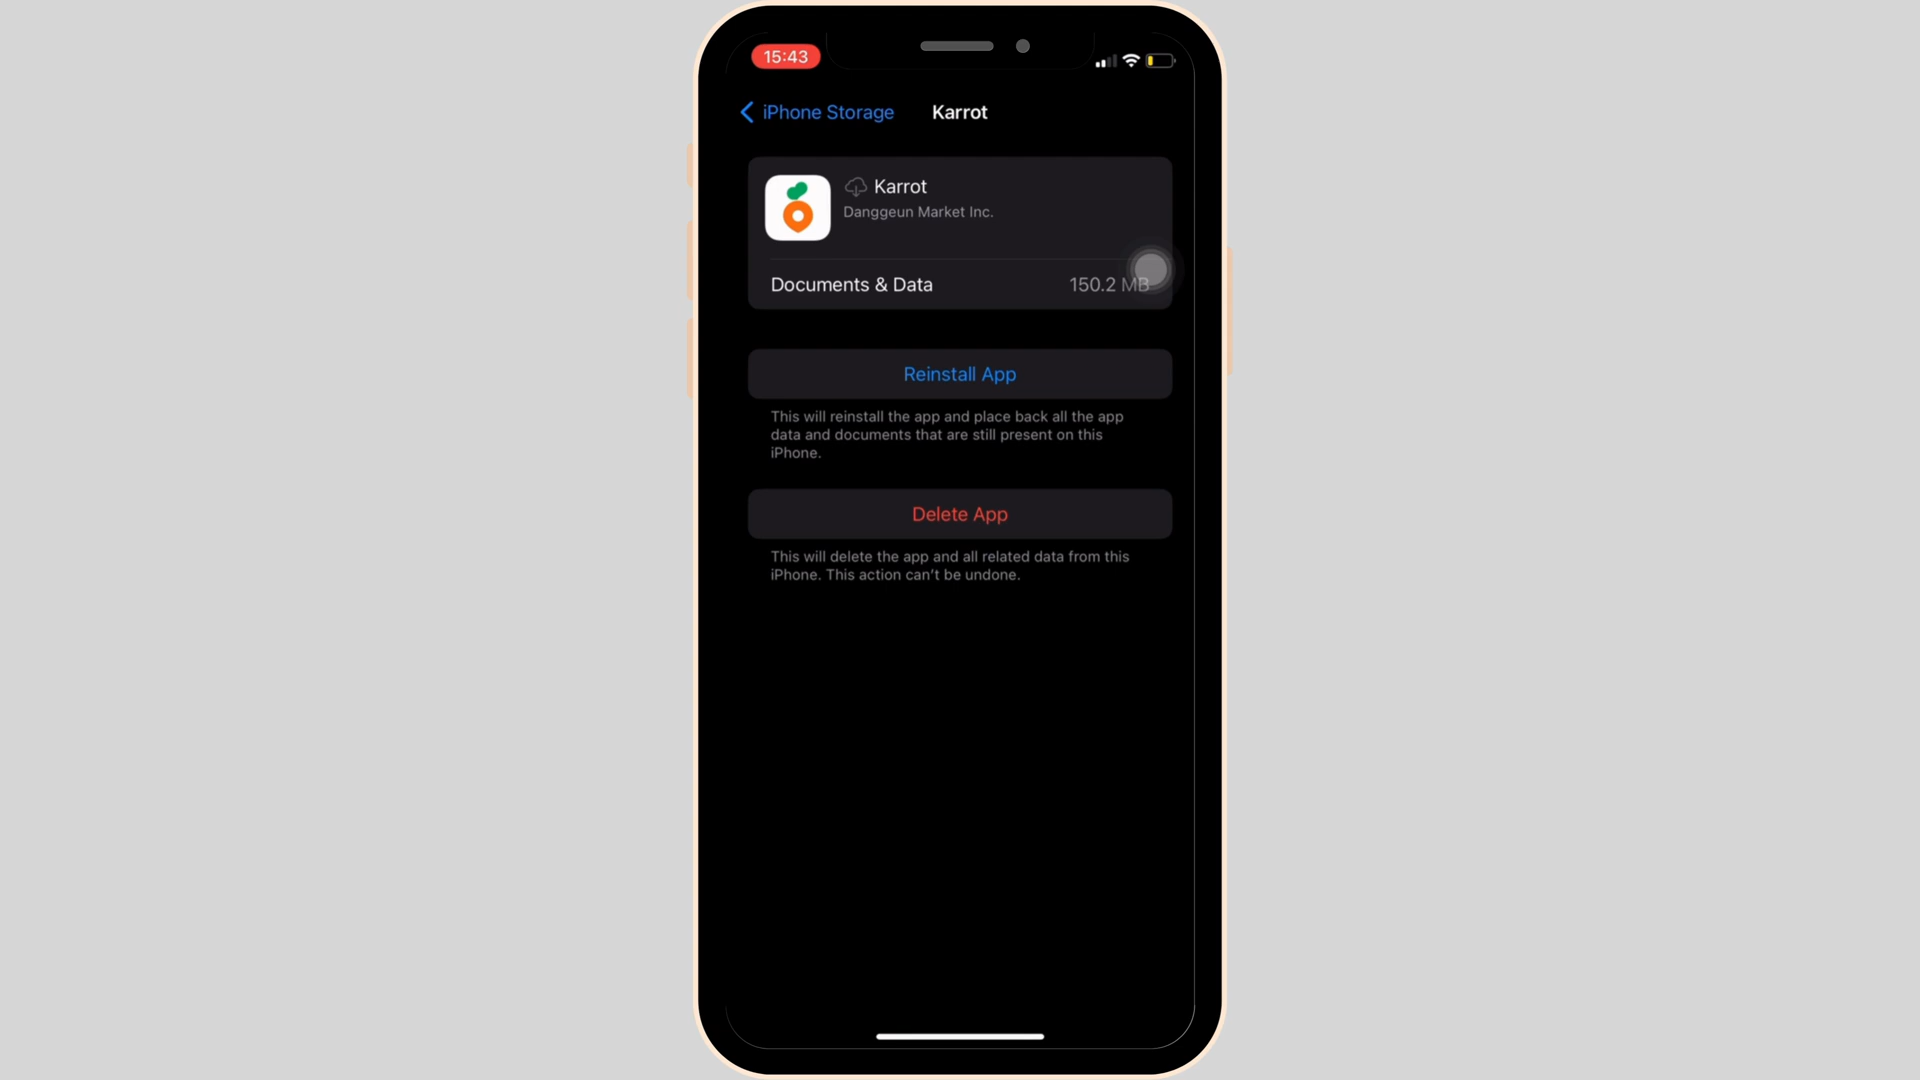 15:43
iPhone Storage
Karrot
Karrot
Danggeun Market Inc.
Documents & Data
150.2 MB
Reinstall App
This will reinstall the app and place back all the app
data and documents that are still present on this
iPhone.
Delete App
This will delete the app and all related data from this
iPhone. This action can't be undone.